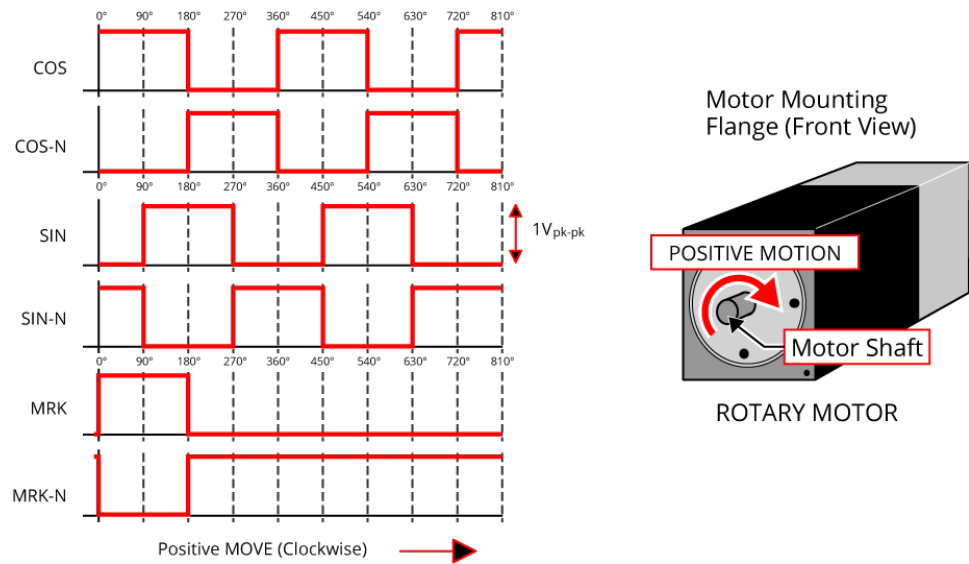 0° 90° 180° 270° 360° 450° 540° 630° 720° 810°
COS
COS-N
0° 90° 180° 270° 360° 450° 540° 630° 720° 810°
SIN
1Vpk-pk
SIN-N
0° 90° 180° 270° 360° 450° 540° 630° 720° 810°
MRK
MRK-N
Positive MOVE (Clockwise)
Motor Mounting
Flange (Front View)
POSITIVE MOTION
Motor Shaft
ROTARY MOTOR